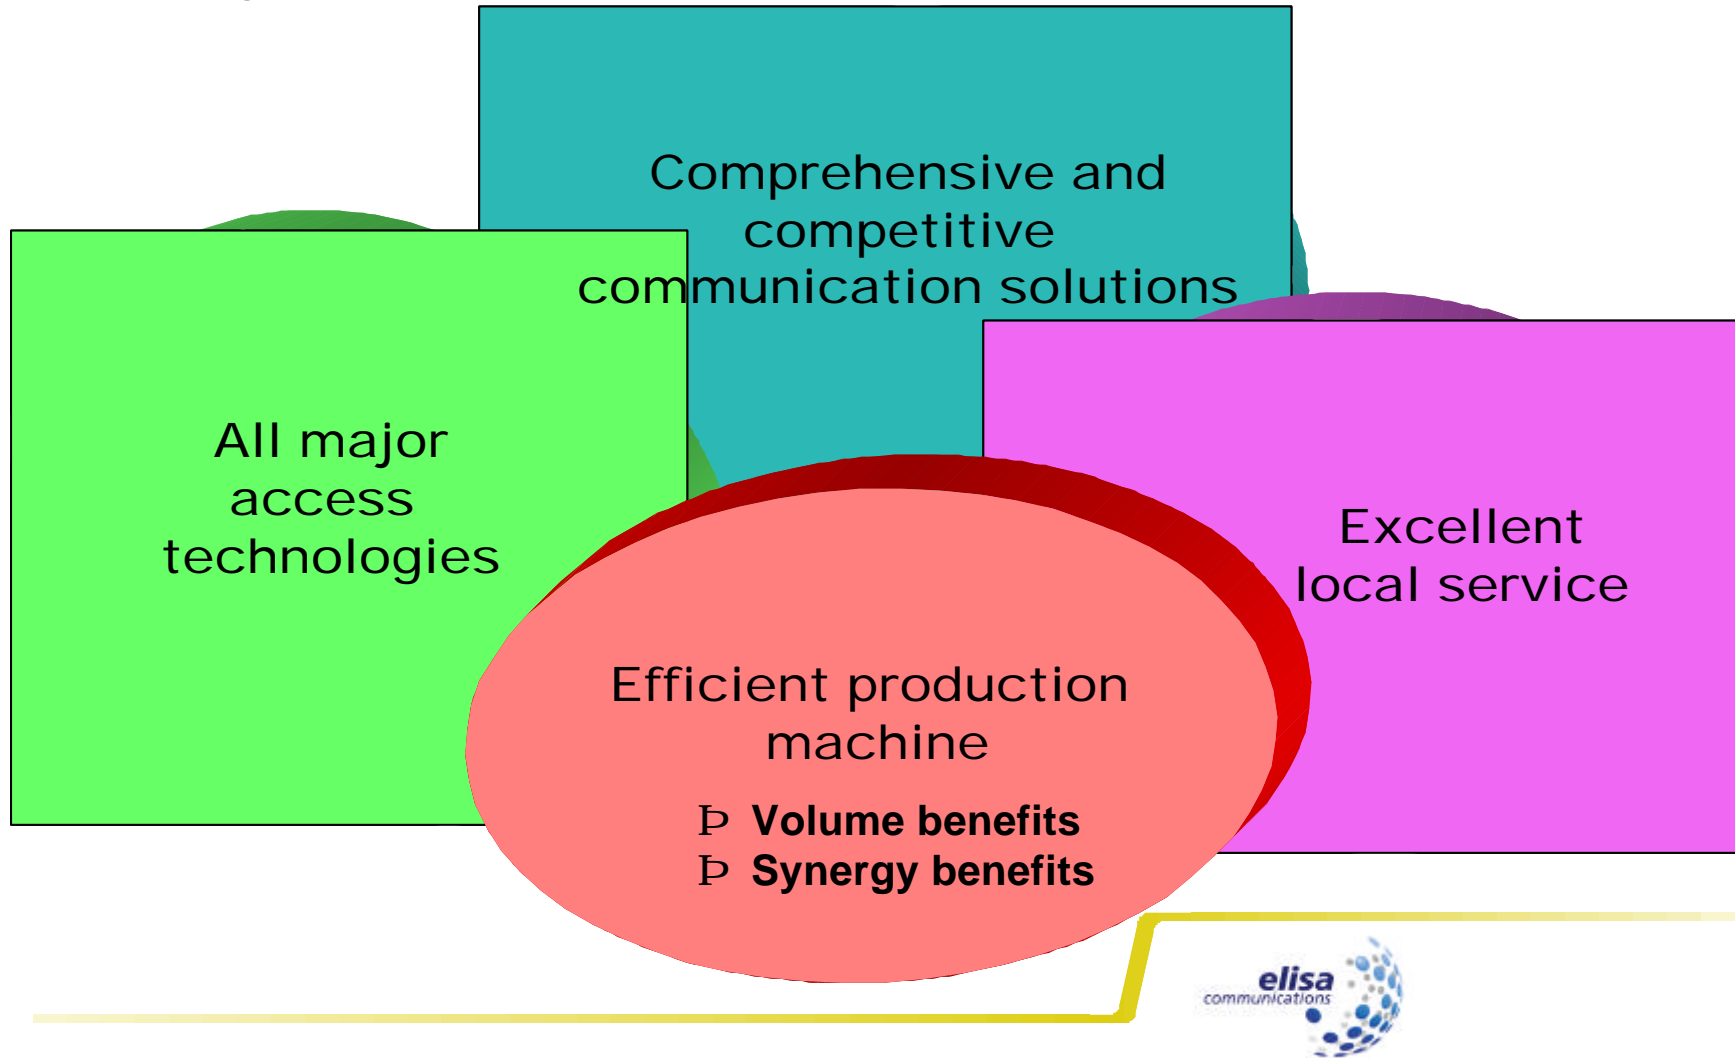 Comprehensive and
competitive
communication solutions
All major
access
technologies
Excellent
local service
Efficient production
machine
Þ Volume benefits
Þ Synergy benefits
elisa
communications